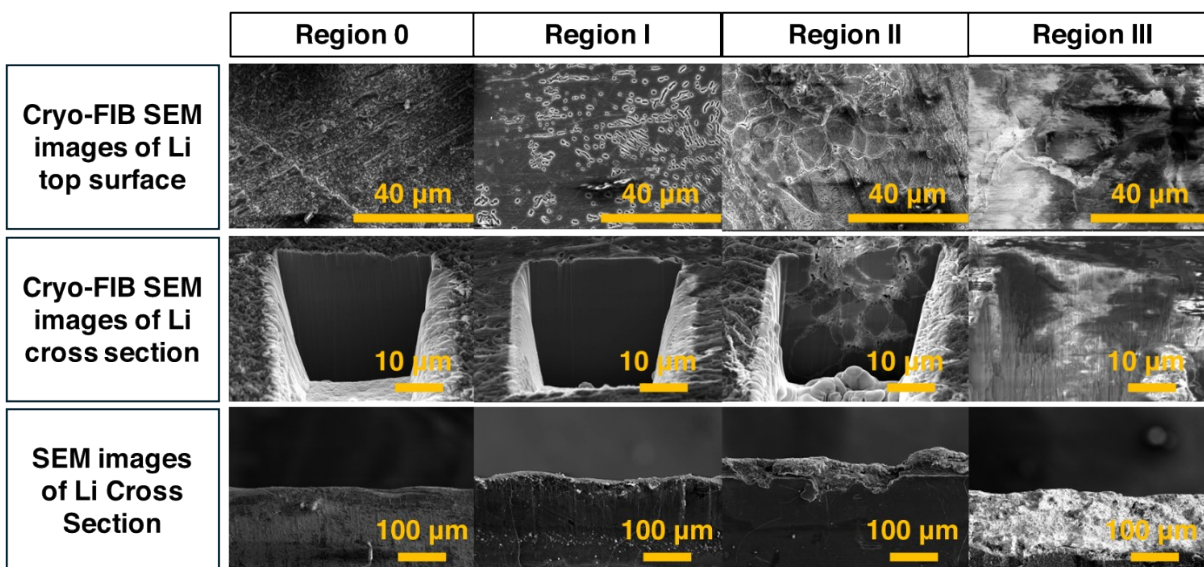 Region 0
Region I
Region II
Region III
Cryo-FIB SEM
images of Li
top surface
40 µm
40 µm
40 µm
40 µm
Cryo-FIB SEM
images of Li
cross section
10 µm
10 µm
10 µm
10 µm
SEM images
of Li Cross
Section
100 µm
100 µm
100 µm
100 µm